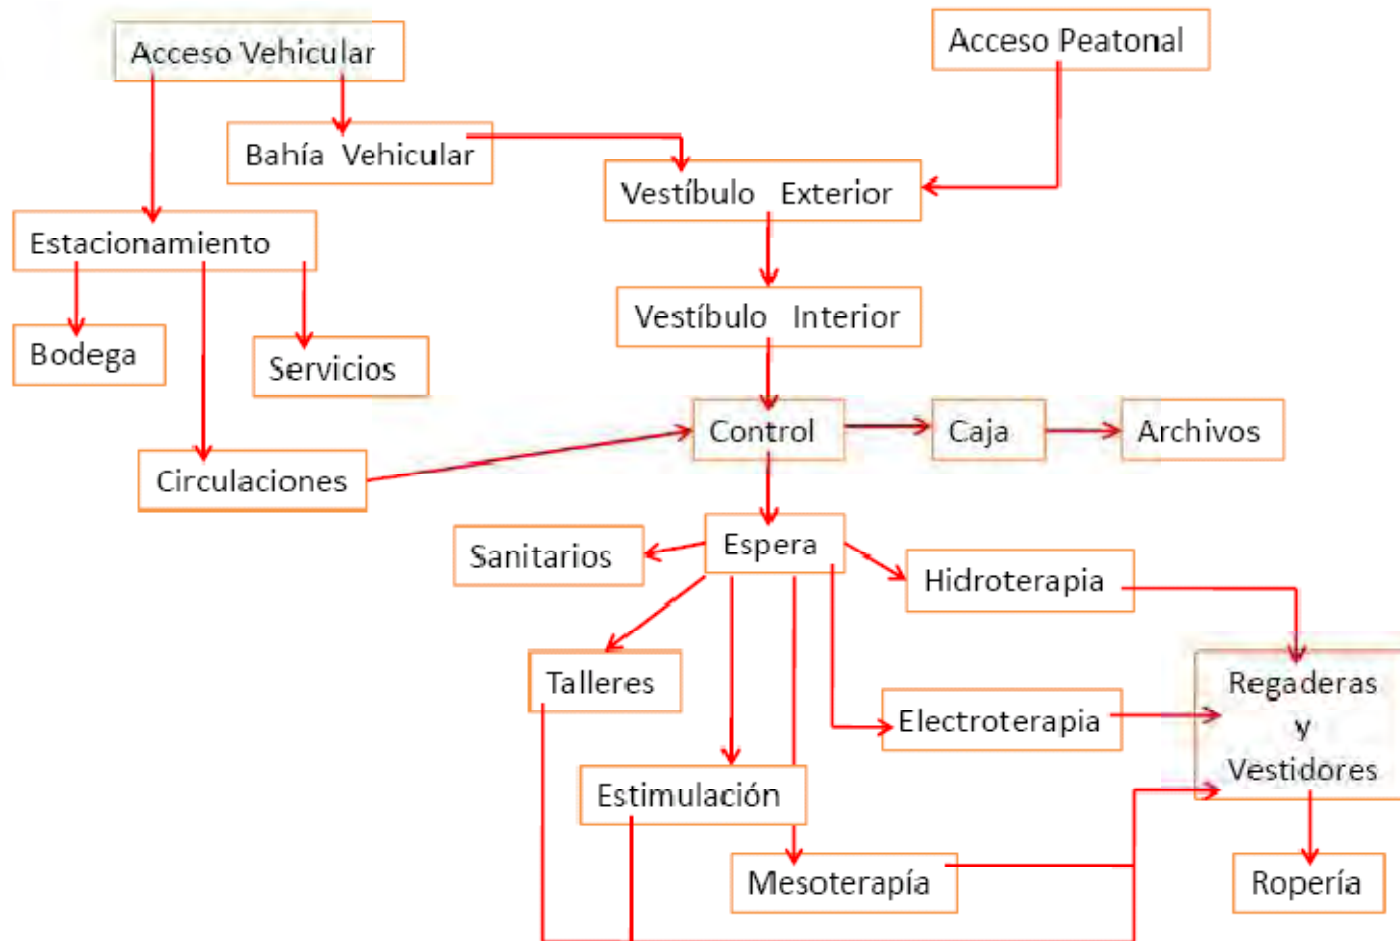 Acceso Vehicular
Acceso Peatonal
Bahía Vehicular
Vestíbulo Exterior
Estacionamiento
Vestíbulo Interior
Bodega
Servicios
Control
Caja
Archivos
Circulaciones
Espera
Sanitarios
Hidroterapia
Talleres
Regaderas
y
Vestidores
Electroterapia
Estimulación
Mesoterapía
Ropería